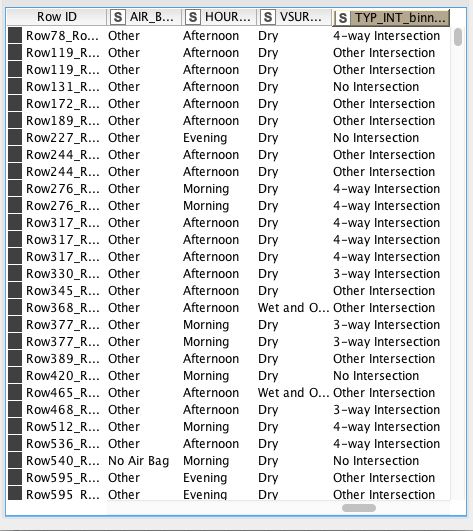 Row ID S AIR_B... S HOUR... S VSUR... S TYP_INT_binn...
Row78_Ro... Other Afternoon Dry 4-way Intersection
Row119_R... Other Afternoon Dry Other Intersection
Row119_R... Other Afternoon Dry Other Intersection
Row131_R... Other Afternoon Dry No Intersection
Row172_R... Other Afternoon Dry Other Intersection
Row189_R... Other Afternoon Dry Other Intersection
Row227_R... Other Evening Dry No Intersection
Row244_R... Other Afternoon Dry Other Intersection
Row244_R... Other Afternoon Dry Other Intersection
Row276_R... Other Morning Dry 4-way Intersection
Row276_R... Other Morning Dry 4-way Intersection
Row317_R... Other Afternoon Dry 4-way Intersection
Row317_R... Other Afternoon Dry 4-way Intersection
Row317_R... Other Afternoon Dry 4-way Intersection
Row330_R... Other Afternoon Dry 3-way Intersection
Row345_R... Other Afternoon Dry Other Intersection
Row368_R... Other Afternoon Wet and O... Other Intersection
Row377_R... Other Morning Dry 3-way Intersection
Row377_R... Other Morning Dry 3-way Intersection
Row389_R... Other Afternoon Dry Other Intersection
Row420_R... Other Morning Dry No Intersection
Row465_R... Other Afternoon Wet and O... Other Intersection
Row468_R... Other Afternoon Dry 3-way Intersection
Row512_R... Other Morning Dry 4-way Intersection
Row536_R... Other Afternoon Dry 4-way Intersection
Row540_R... No Air Bag Morning Dry No Intersection
Row595_R... Other Evening Dry Other Intersection
Row595_R... Other Evening Dry Other Intersection